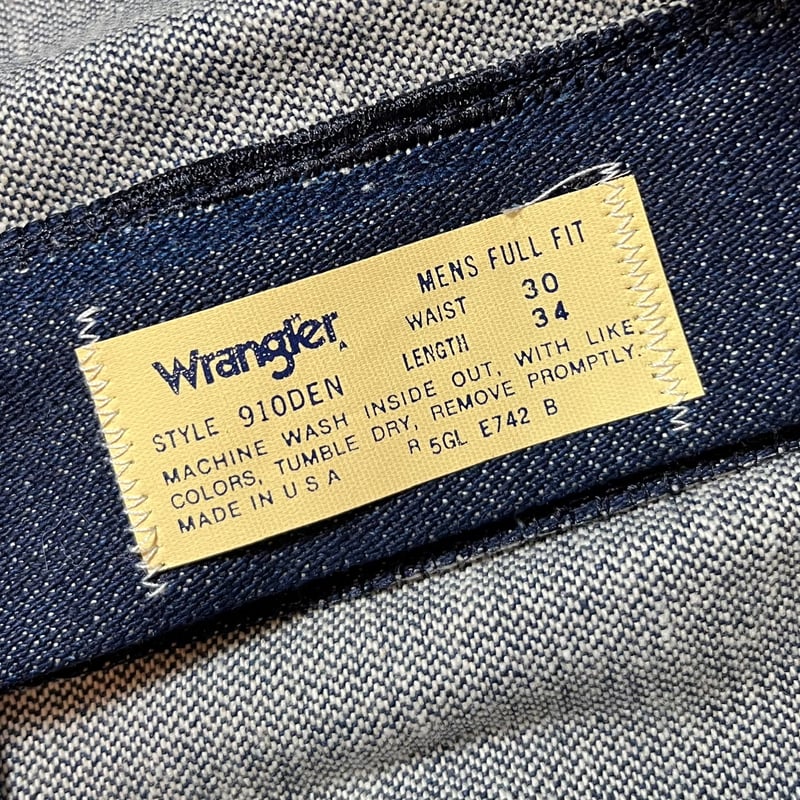 Wrangler
MENS FULL FIT
WAIST 30
LENGTH 34
STYLE 910DEN
MACHINE WASH INSIDE OUT, WITH LIKE
COLORS, TUMBLE DRY, REMOVE PROMPTLY.
MADE IN U S A R 5GL E742 B